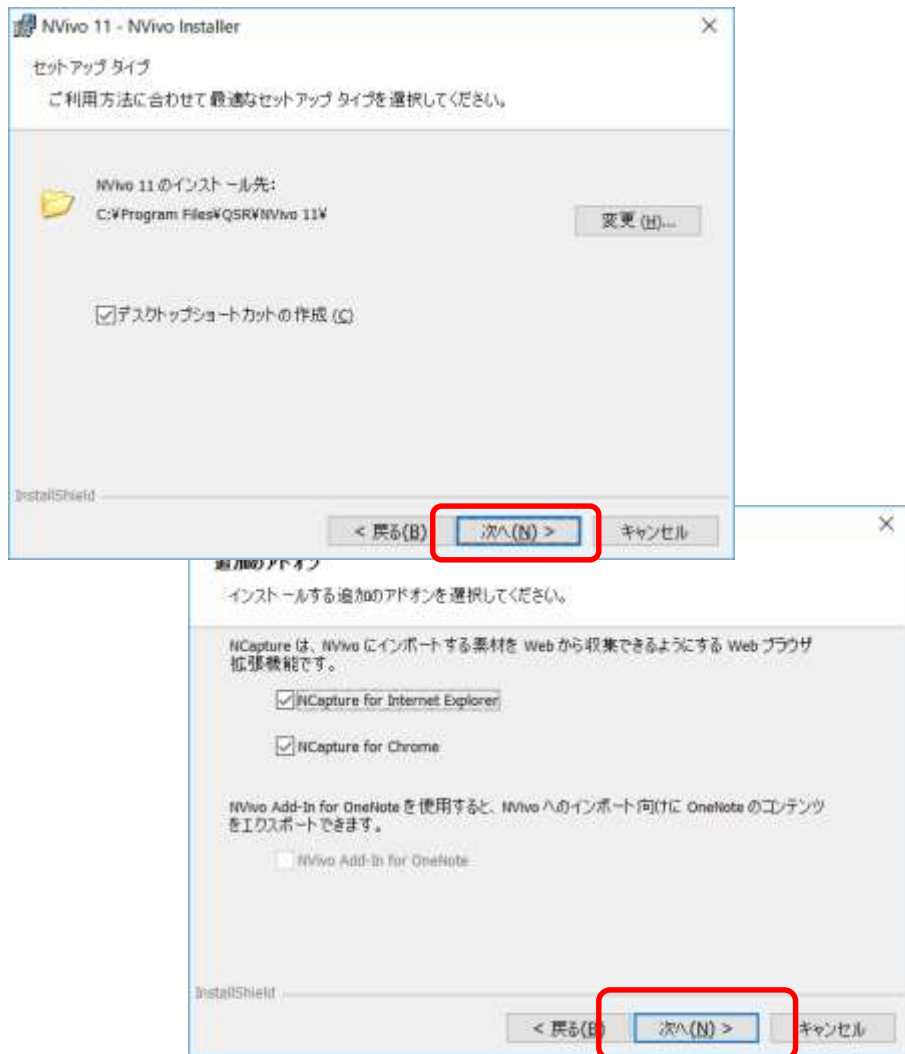 NVivo 11 - NVivo Installer
セットアップ タイプ
ご利用方法に合わせて最適なセットアップ タイプを選択してください。
NVivo 11 のインストール先:
C:¥Program Files¥QSR¥NVivo 11¥
変更 (H)...
デスクトップショートカットの作成 (C)
InstallShield
< 戻る(B)
次へ(N) >
キャンセル
追加のアドオン
インストールする追加のアドオンを選択してください。
NCapture は、NVivo にインポートする素材を Web から収集できるようにする Web ブラウザ
拡張機能です。
NCapture for Internet Explorer
NCapture for Chrome
NVivo Add-In for OneNote を使用すると、NVivo へのインポート向けに OneNote のコンテンツ
をエクスポートできます。
NVivo Add-In for OneNote
InstallShield
< 戻る(B)
次へ(N) >
キャンセル